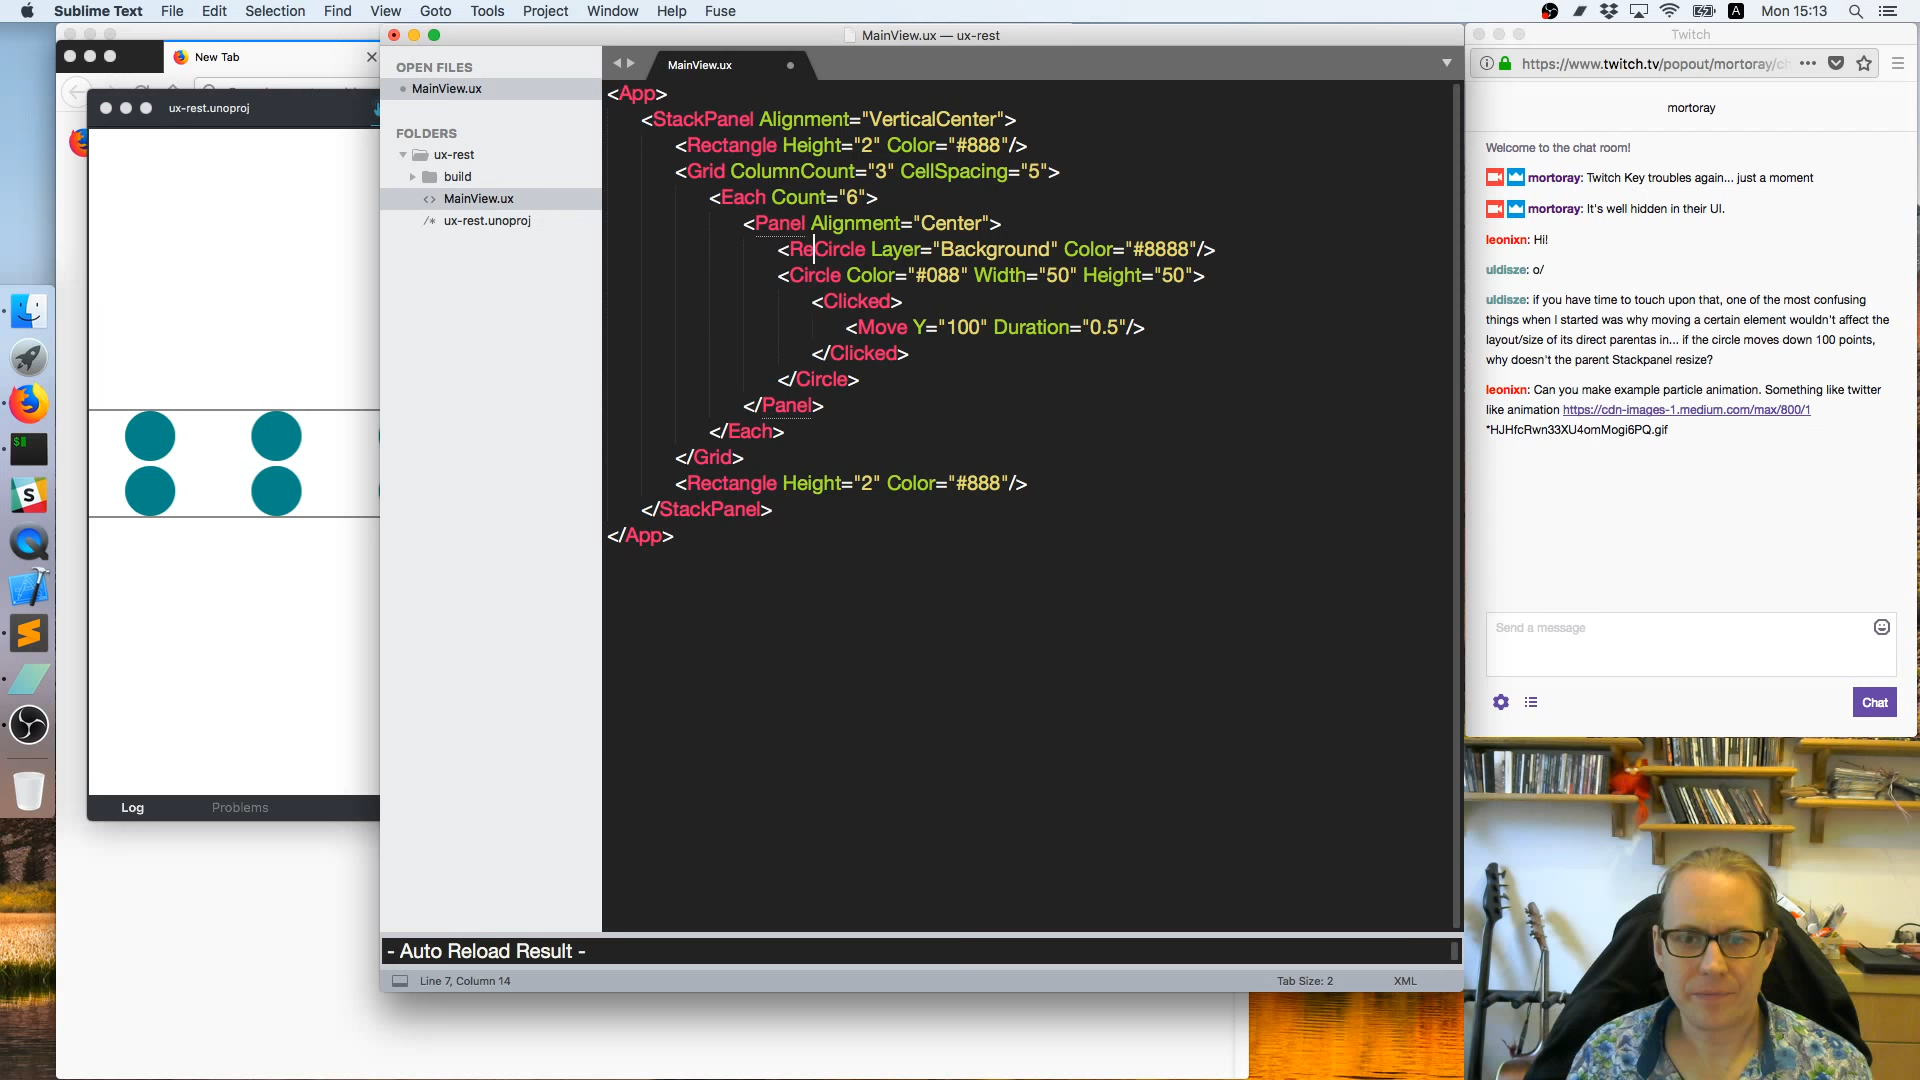 Sublime Text File Edit Selection Find View Goto Tools Project Window Help Fuse
A Mon 15:13
New Tab
ux-rest.unoproj
Log Problems
MainView.ux — ux-rest
OPEN FILES
MainView.ux
FOLDERS
ux-rest
build
<> MainView.ux
/* ux-rest.unoproj
MainView.ux
<App>
<StackPanel Alignment="VerticalCenter">
<Rectangle Height="2" Color="#888"/>
<Grid ColumnCount="3" CellSpacing="5">
<Each Count="6">
<Panel Alignment="Center">
<ReCircle Layer="Background" Color="#8888"/>
<Circle Color="#088" Width="50" Height="50">
<Clicked>
<Move Y="100" Duration="0.5"/>
</Clicked>
</Circle>
</Panel>
</Each>
</Grid>
<Rectangle Height="2" Color="#888"/>
</StackPanel>
</App>
- Auto Reload Result -
Line 7, Column 14
Tab Size: 2
XML
Twitch
https://www.twitch.tv/popout/mortoray/c
mortoray
Welcome to the chat room!
mortoray: Twitch Key troubles again... just a moment
mortoray: It's well hidden in their UI.
leonixn: Hi!
uldisze: o/
uldisze: if you have time to touch upon that, one of the most confusing
things when I started was why moving a certain element wouldn't affect the
layout/size of its direct parentas in... if the circle moves down 100 points,
why doesn't the parent Stackpanel resize?
leonixn: Can you make example particle animation. Something like twitter
like animation https://cdn-images-1.medium.com/max/800/1
*HJHfcRwn33XU4omMogi6PQ.gif
Send a message
Chat